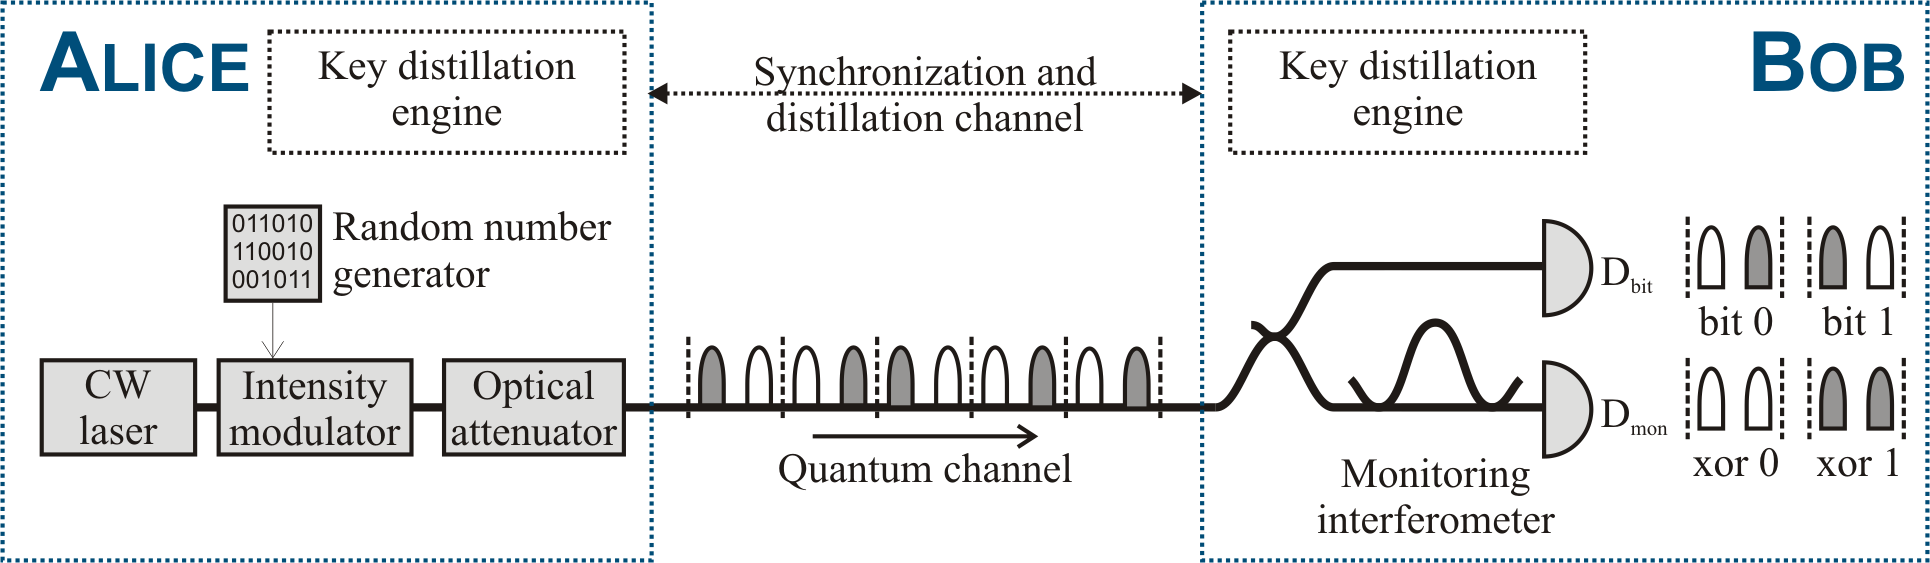 ALICE
Key distillation
engine
Synchronization and
distillation channel
Key distillation
engine
BOB
011010
110010
001011
Random number
generator
CW
laser
Intensity
modulator
Optical
attenuator
Quantum channel
Dbit
Dmon
Monitoring
interferometer
bit 0
bit 1
xor 0
xor 1